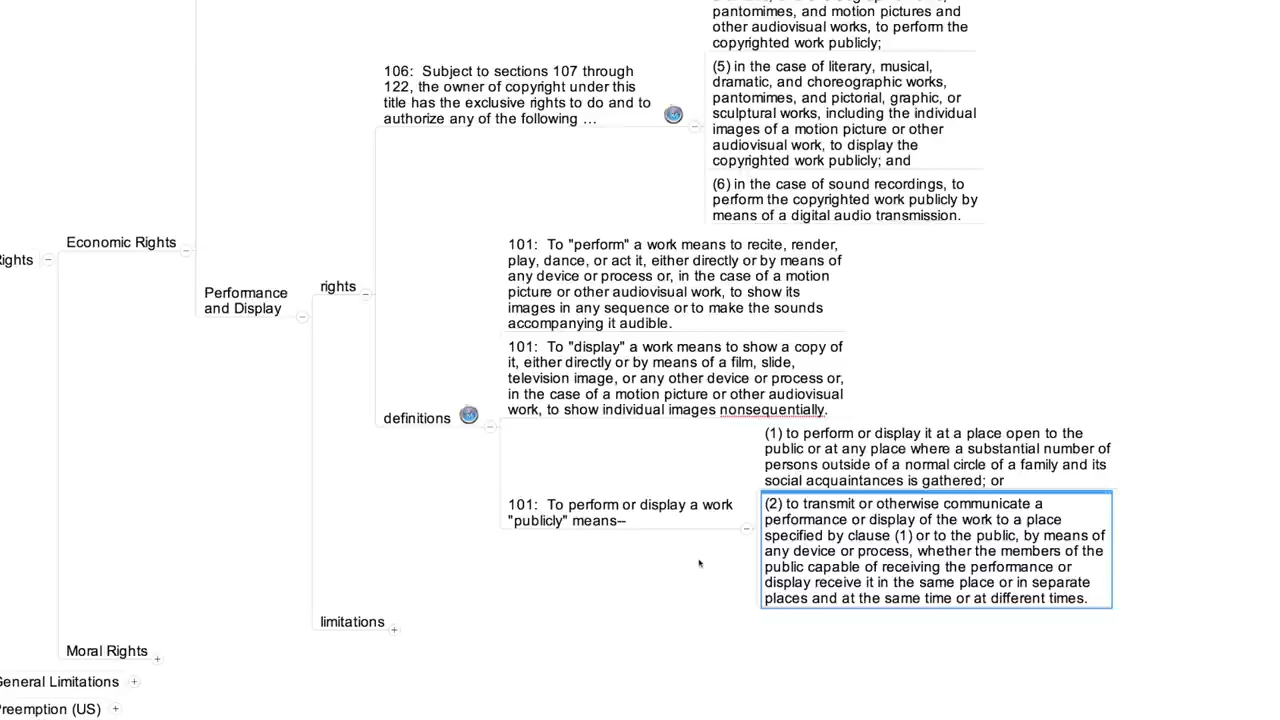 pantomimes, and motion pictures and
other audiovisual works, to perform the
copyrighted work publicly;
106:  Subject to sections 107 through
122, the owner of copyright under this
title has the exclusive rights to do and to
authorize any of the following …
(5) in the case of literary, musical,
dramatic, and choreographic works,
pantomimes, and pictorial, graphic, or
sculptural works, including the individual
images of a motion picture or other
audiovisual work, to display the
copyrighted work publicly; and
(6) in the case of sound recordings, to
perform the copyrighted work publicly by
means of a digital audio transmission.
Economic Rights
ights
Performance
and Display
rights
101:  To "perform" a work means to recite, render,
play, dance, or act it, either directly or by means of
any device or process or, in the case of a motion
picture or other audiovisual work, to show its
images in any sequence or to make the sounds
accompanying it audible.
101:  To "display" a work means to show a copy of
it, either directly or by means of a film, slide,
television image, or any other device or process or,
in the case of a motion picture or other audiovisual
work, to show individual images nonsequentially.
definitions
101:  To perform or display a work
"publicly" means--
(1) to perform or display it at a place open to the
public or at any place where a substantial number of
persons outside of a normal circle of a family and its
social acquaintances is gathered; or
(2) to transmit or otherwise communicate a
performance or display of the work to a place
specified by clause (1) or to the public, by means of
any device or process, whether the members of the
public capable of receiving the performance or
display receive it in the same place or in separate
places and at the same time or at different times.
limitations
Moral Rights
General Limitations
Preemption (US)